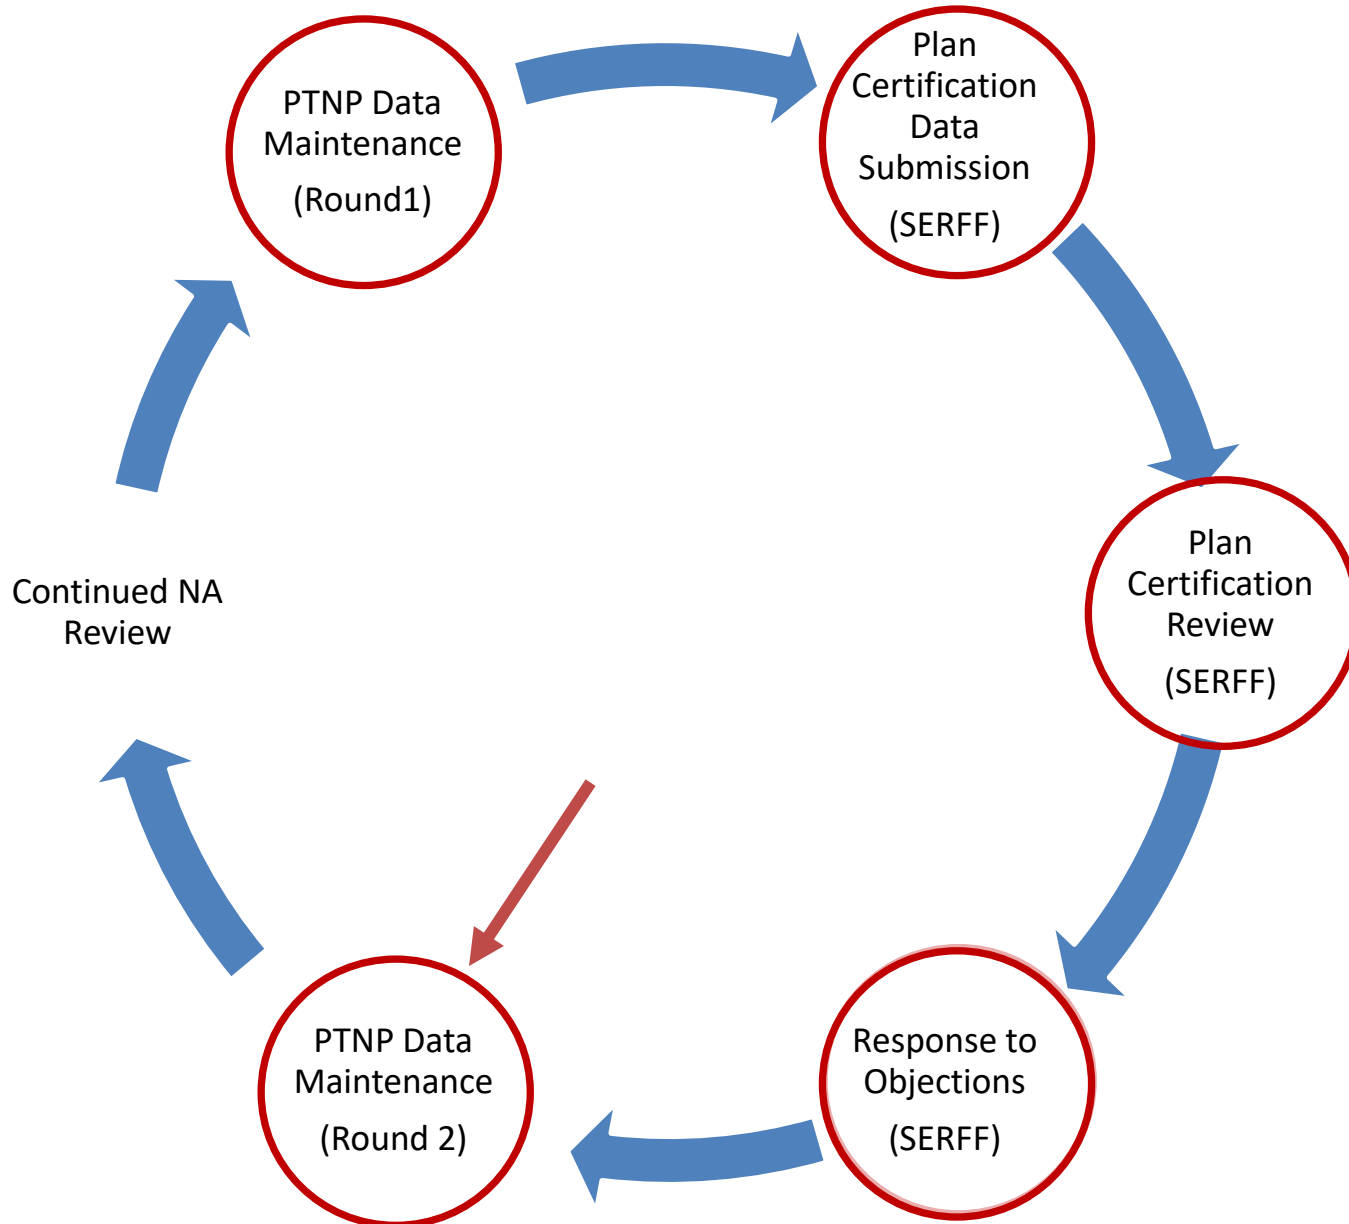 PTNP Data
Maintenance
(Round1)
Plan
Certification
Data
Submission
(SERFF)
Plan
Certification
Review
(SERFF)
Response to
Objections
(SERFF)
PTNP Data
Maintenance
(Round 2)
Continued NA
Review